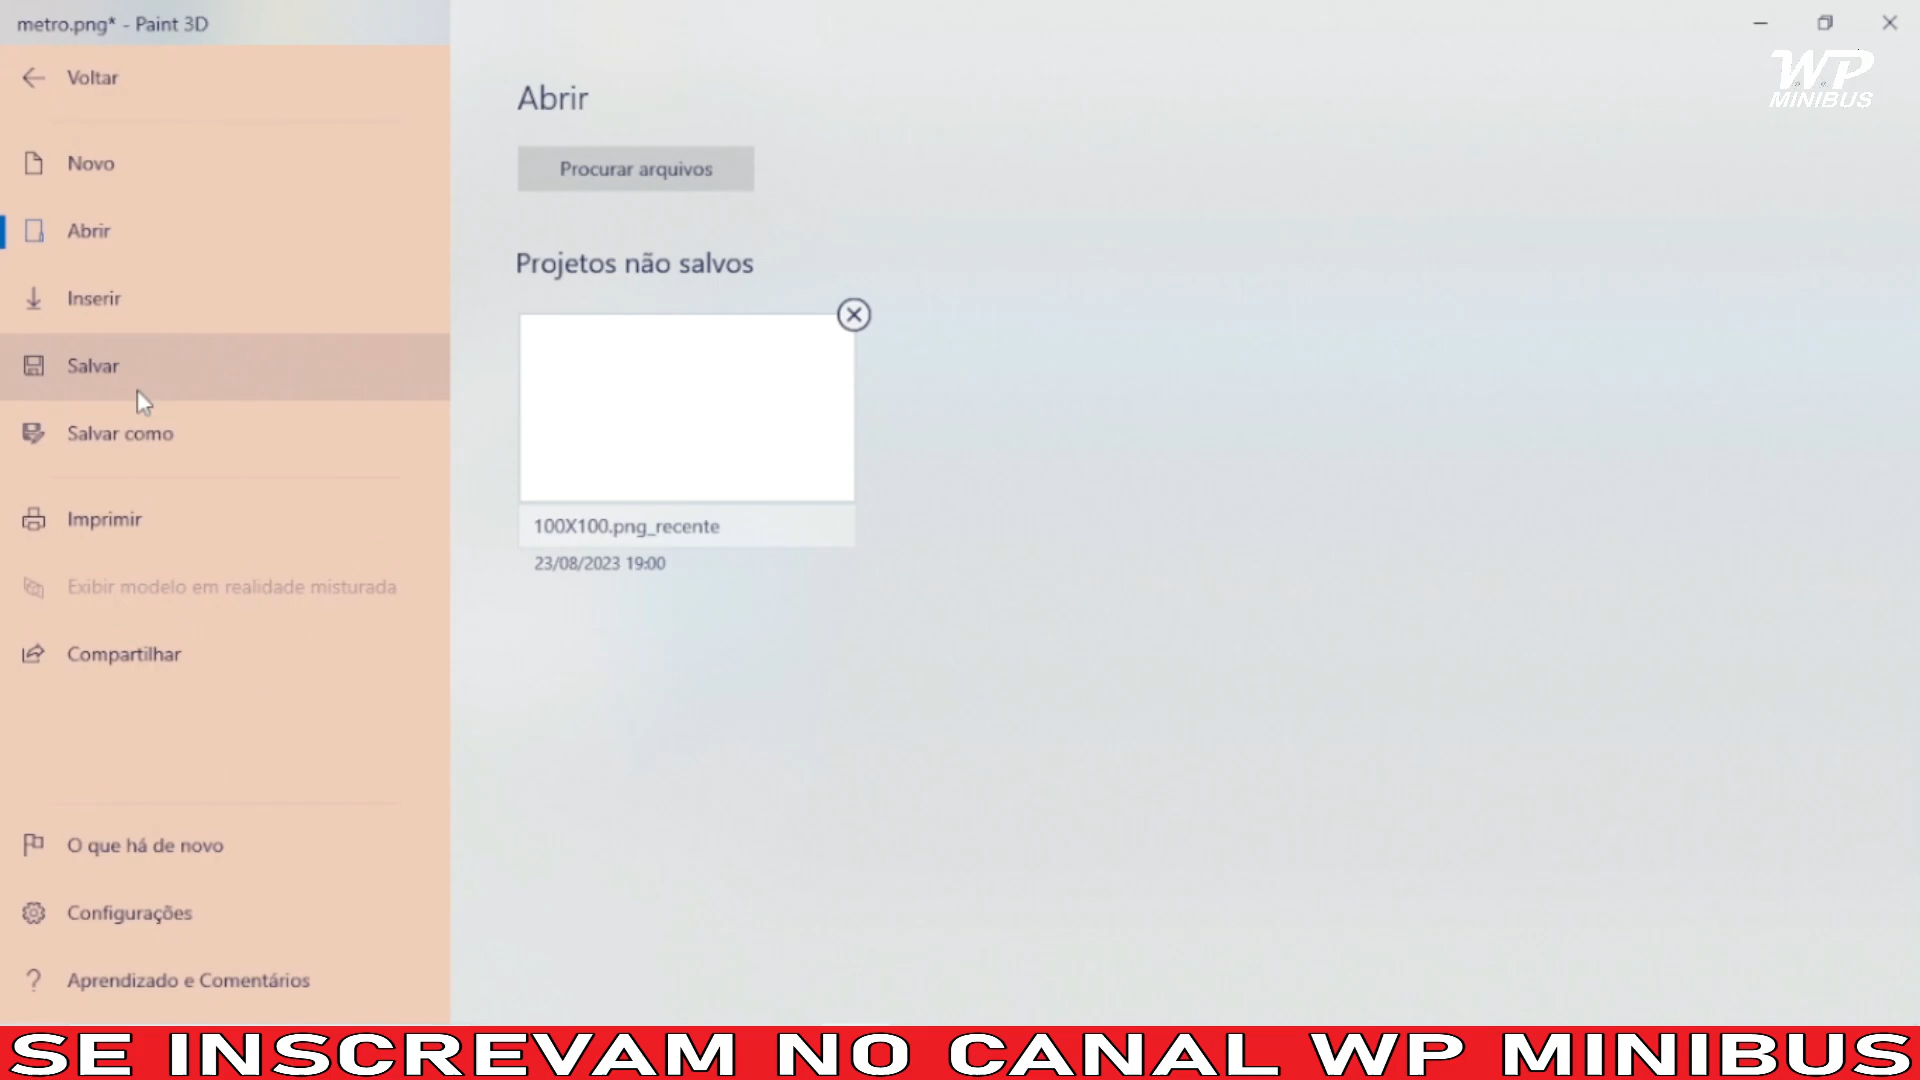 metro.png* - Paint 3D
WP
MINIBUS
Voltar
Abrir
Procurar arquivos
Novo
Abrir
Projetos não salvos
Inserir
Salvar
Salvar como
100X100.png_recente
23/08/2023 19:00
Imprimir
Exibir modelo em realidade misturada
Compartilhar
O que há de novo
Configurações
Aprendizado e Comentários
SE INSCREVAM NO CANAL WP MINIBUS